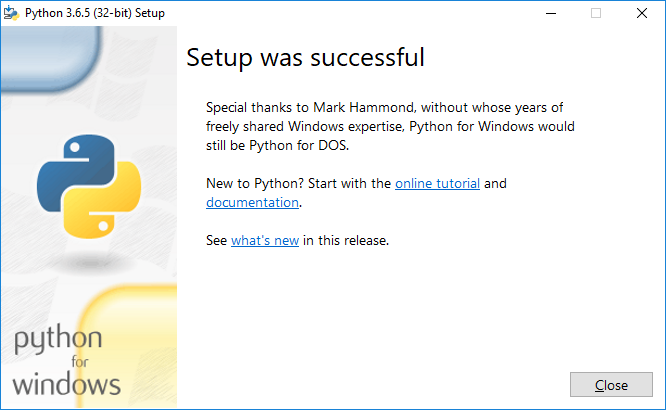 Python 3.6.5 (32-bit) Setup
Setup was successful
Special thanks to Mark Hammond, without whose years of
freely shared Windows expertise, Python for Windows would
still be Python for DOS.
New to Python? Start with the online tutorial and
documentation.
See what's new in this release.
python
for
windows
Close